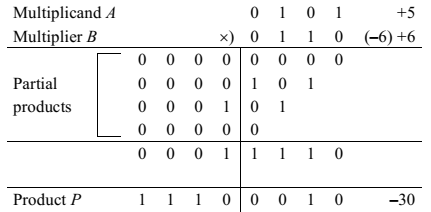 Multiplicand A 0 1 0 1 +5
Multiplier B ×) 0 1 1 0 (−6) +6
0 0 0 0 0 0 0 0
Partial 0 0 0 0 1 0 1
products 0 0 0 1 0 1
0 0 0 0 0
0 0 0 1 1 1 1 0
Product P 1 1 1 0 0 0 1 0 −30